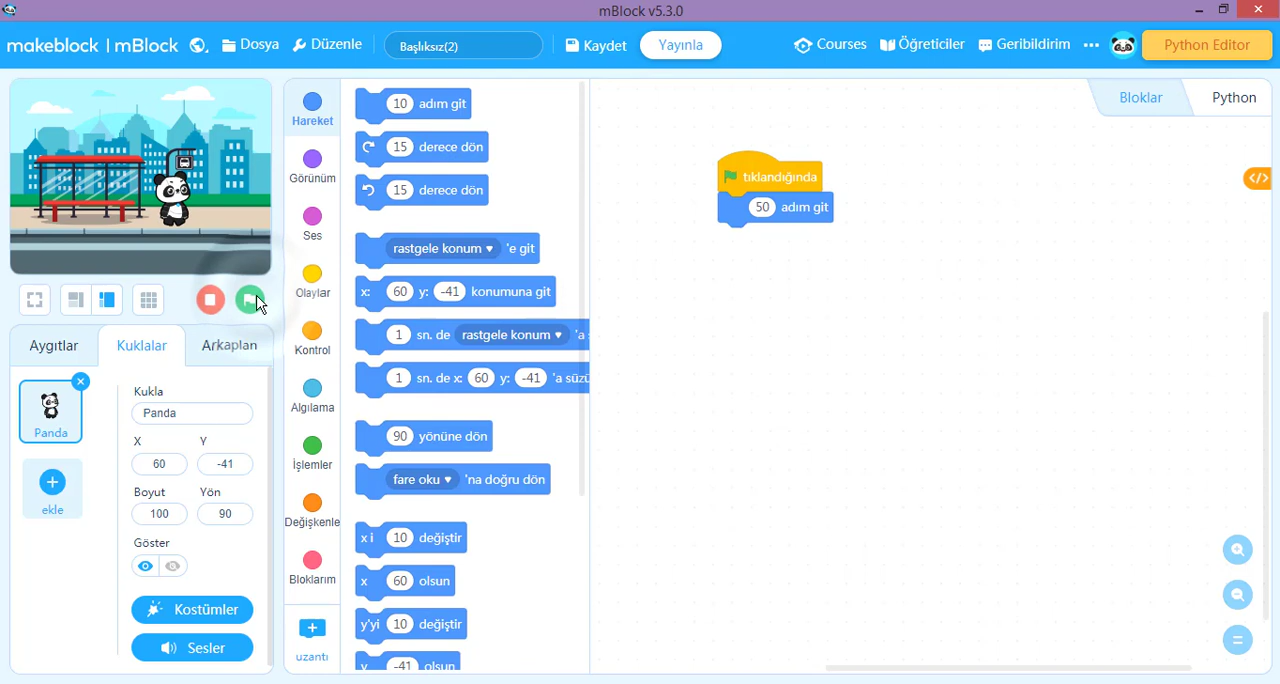 mBlock v5.3.0
makeblock | mBlock
Dosya
Düzenle
Başlıksız(2)
Kaydet
Yayınla
Courses
Öğreticiler
Geribildirim
Python Editor
Hareket
Görünüm
Ses
Olaylar
Kontrol
Algılama
İşlemler
Değişkenle
Bloklarım
uzantı
10 adım git
15 derece dön
15 derece dön
rastgele konum 'e git
x: 60 y: -41 konumuna git
1 sn. de rastgele konum 'a s
1 sn. de x: 60 y: -41 'a süzü
90 yönüne dön
fare oku 'na doğru dön
x i 10 değiştir
x 60 olsun
y'yi 10 değiştir
y -41 olsun
tıklandığında
50 adım git
Bloklar
Python
</>
Aygıtlar
Kuklalar
Arkaplan
Panda
ekle
Kukla
Panda
X Y
60 -41
Boyut Yön
100 90
Göster
Kostümler
Sesler